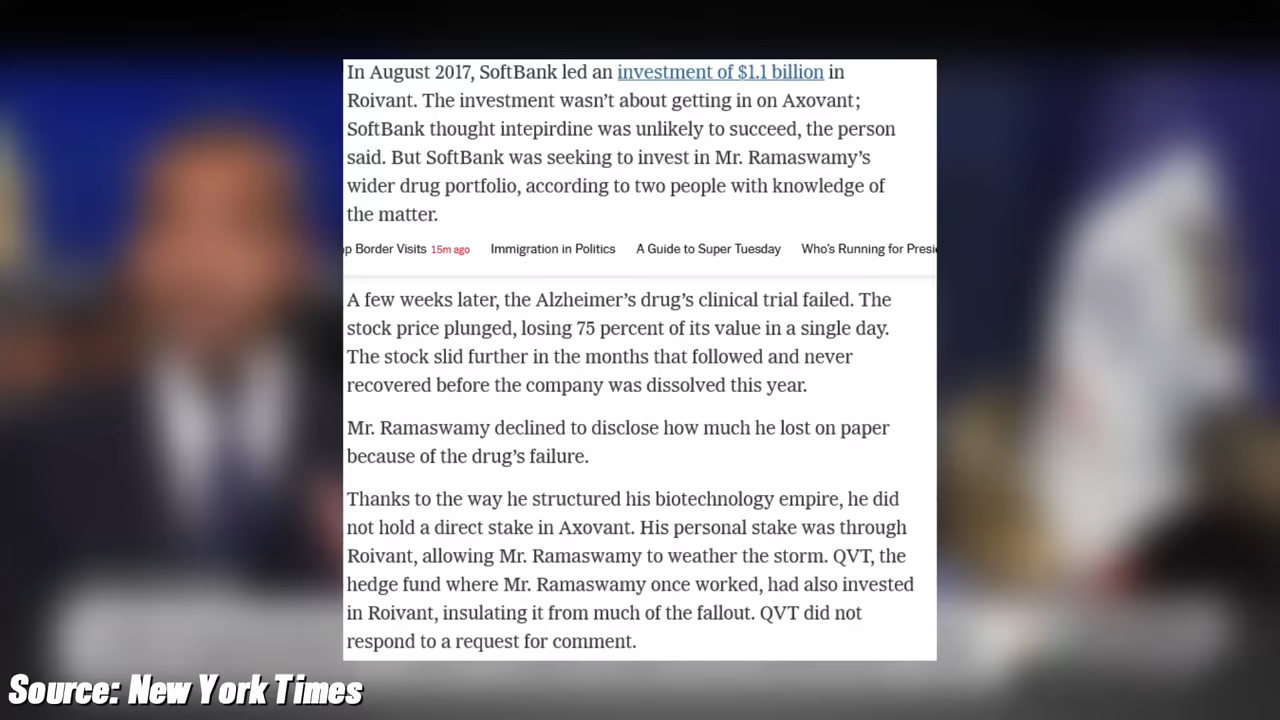 In August 2017, SoftBank led an investment of $1.1 billion in
Roivant. The investment wasn't about getting in on Axovant;
SoftBank thought intepirdine was unlikely to succeed, the person
said. But SoftBank was seeking to invest in Mr. Ramaswamy's
wider drug portfolio, according to two people with knowledge of
the matter.
Border Visits 15m ago Immigration in Politics A Guide to Super Tuesday Who's Running for
A few weeks later, the Alzheimer's drug's clinical trial failed. The
stock price plunged, losing 75 percent of its value in a single day.
The stock slid further in the months that followed and never
recovered before the company was dissolved this year.
Mr. Ramaswamy declined to disclose how much he lost on paper
because of the drug's failure.
Thanks to the way he structured his biotechnology empire, he did
not hold a direct stake in Axovant. His personal stake was through
Roivant, allowing Mr. Ramaswamy to weather the storm. QVT, the
hedge fund where Mr. Ramaswamy once worked, had also invested
in Roivant, insulating it from much of the fallout. QVT did not
respond to a request for comment.
Source: New York Times